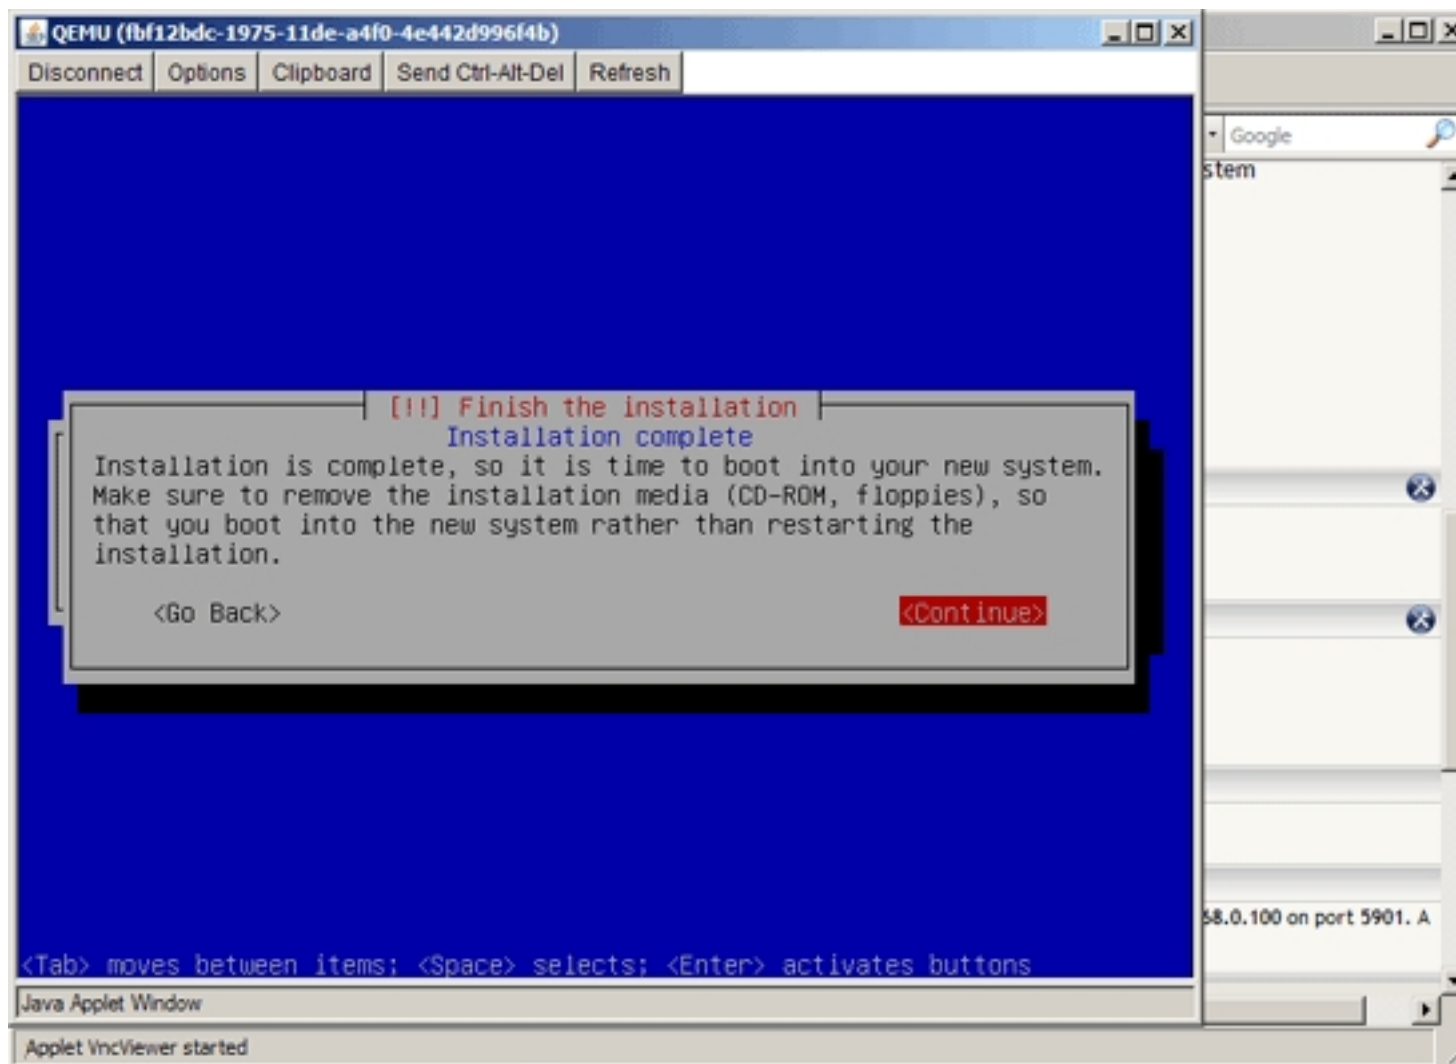 QEMU (fbf12bdc-1975-11de-a4f0-4e442d996f4b)
Disconnect Options Clipboard Send Ctrl-Alt-Del Refresh
Google
stem
[!!] Finish the installation
Installation complete
Installation is complete, so it is time to boot into your new system.
Make sure to remove the installation media (CD-ROM, floppies), so
that you boot into the new system rather than restarting the
installation.
<Go Back> <Continue>
68.0.100 on port 5901. A
<Tab> moves between items; <Space> selects; <Enter> activates buttons
Java Applet Window
Applet VncViewer started